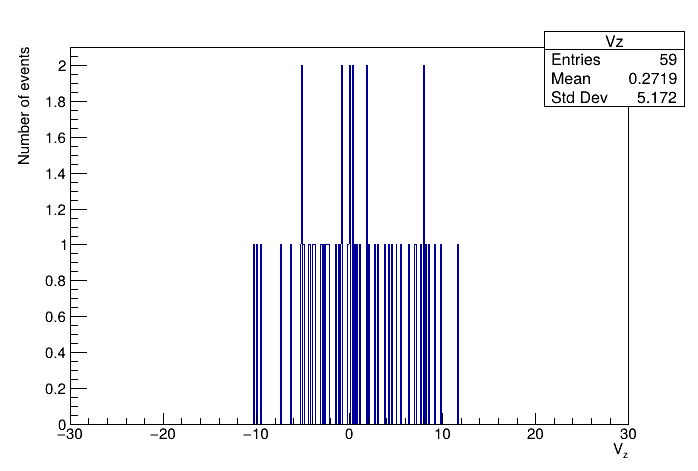 Vz
Entries 59
Mean 0.2719
Std Dev 5.172
Number of events
2
1.8
1.6
1.4
1.2
1
0.8
0.6
0.4
0.2
0
−30 −20 −10 0 10 20 30
V_z